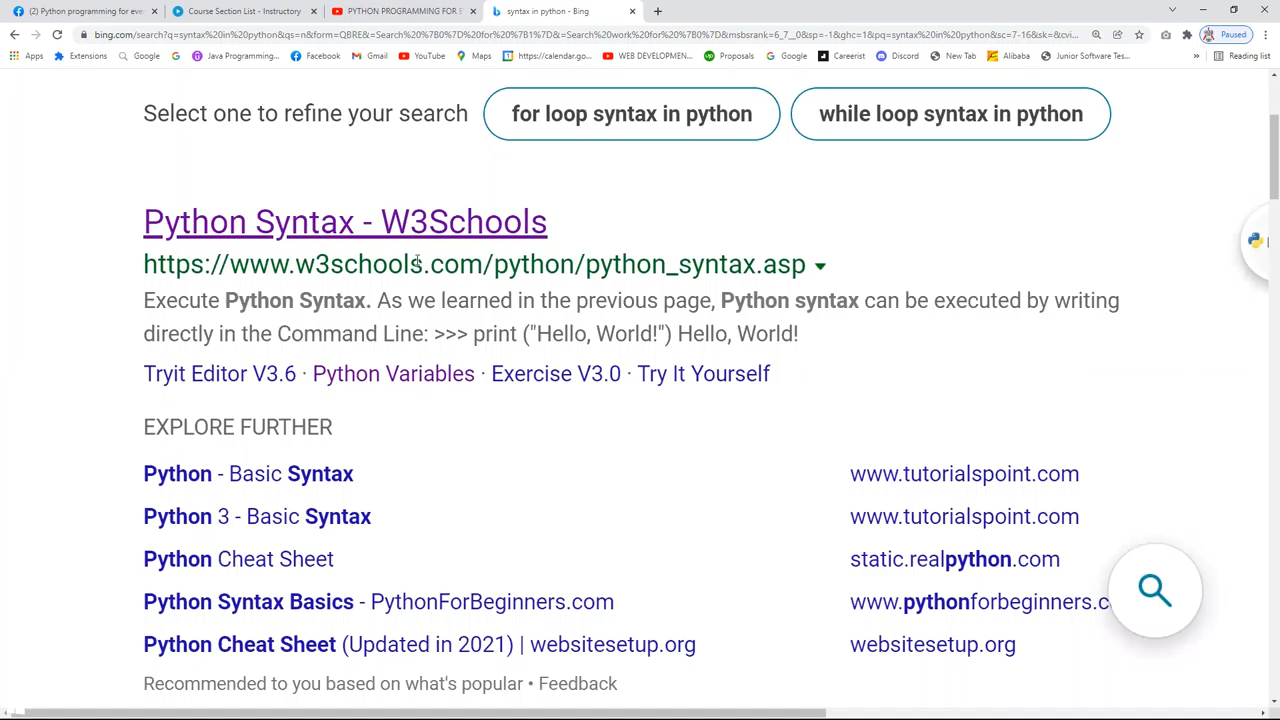 (2) Python programming for eve
Course Section List - Instructory
PYTHON PROGRAMMING FOR E
syntax in python - Bing
bing.com/search?q=syntax%20in%20python&qs=n&form=QBRE&=Search%20%7B0%7D%20for%20%7B1%7D&=Search%20work%20for%20%7B0%7D&msbsrank=6_7__0&sp=-1&ghc=1&pq=syntax%20in%20python&sc=7-16&sk=&cvi...
Paused
Apps
Extensions
Google
Java Programming...
Facebook
Gmail
YouTube
Maps
https://calendar.go...
WEB DEVELOPMEN...
Proposals
Google
Careerist
Discord
New Tab
Alibaba
Junior Software Tes...
»
Reading list
Select one to refine your search
for loop syntax in python
while loop syntax in python
Python Syntax - W3Schools
https://www.w3schools.com/python/python_syntax.asp
Execute Python Syntax. As we learned in the previous page, Python syntax can be executed by writing
directly in the Command Line: >>> print ("Hello, World!") Hello, World!
Tryit Editor V3.6 · Python Variables · Exercise V3.0 · Try It Yourself
EXPLORE FURTHER
Python - Basic Syntax
www.tutorialspoint.com
Python 3 - Basic Syntax
www.tutorialspoint.com
Python Cheat Sheet
static.realpython.com
Python Syntax Basics - PythonForBeginners.com
www.pythonforbeginners.c
Python Cheat Sheet (Updated in 2021) | websitesetup.org
websitesetup.org
Recommended to you based on what's popular • Feedback